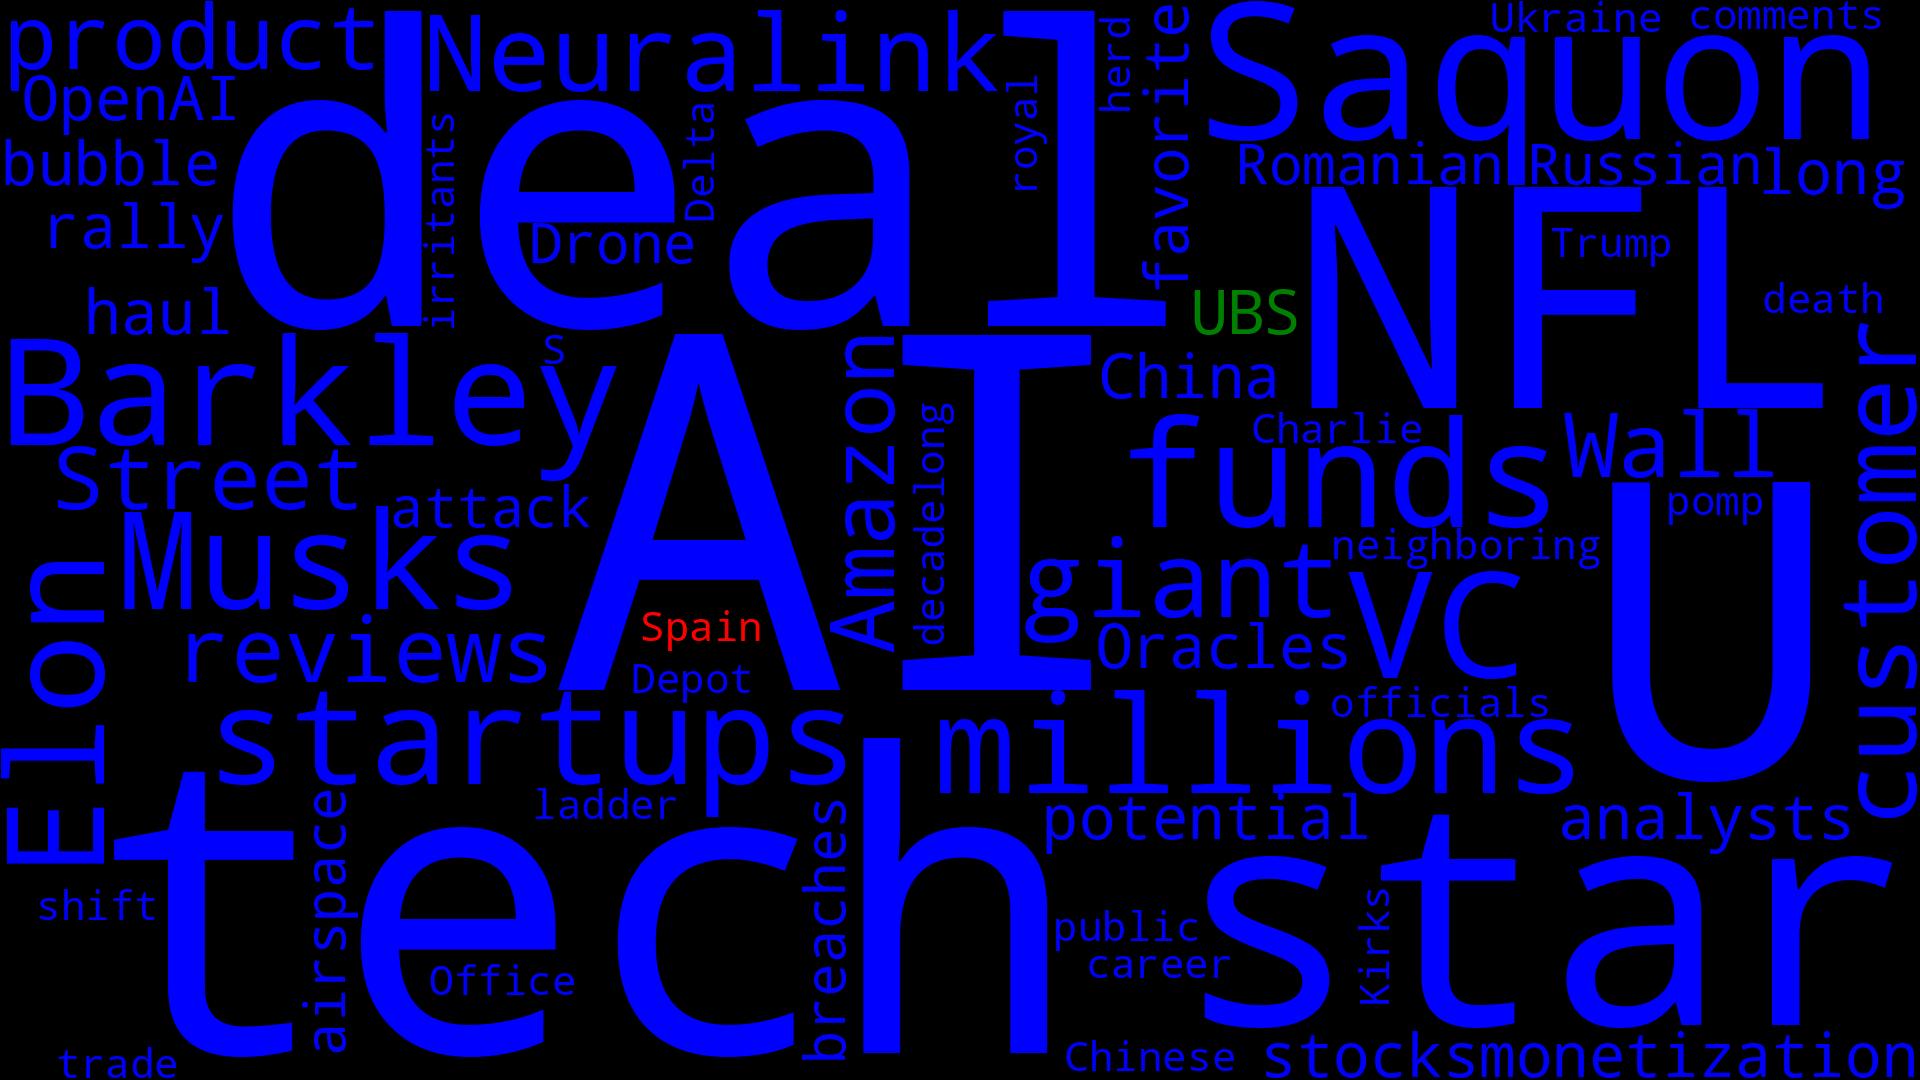 product
Neuralink
Saquon
Ukraine
comments
OpenAI
deal
irritants
Delta
royal
herd
favorite
bubble
Romanian
Russian
long
rally
Drone
NFL
Trump
haul
UBS
death
Barkley
S
AI
Amazon
China
customer
Street
attack
decadelong
funds
Charlie
Wall
U
pomp
Elon
Musks
giant
neighboring
VC
reviews
Spain
Oracles
Depot
startups
millions
officials
tech
ladder
potential
analysts
airspace
breaches
star
shift
public
career
Kirks
Office
trade
Chinese
stocks
monetization